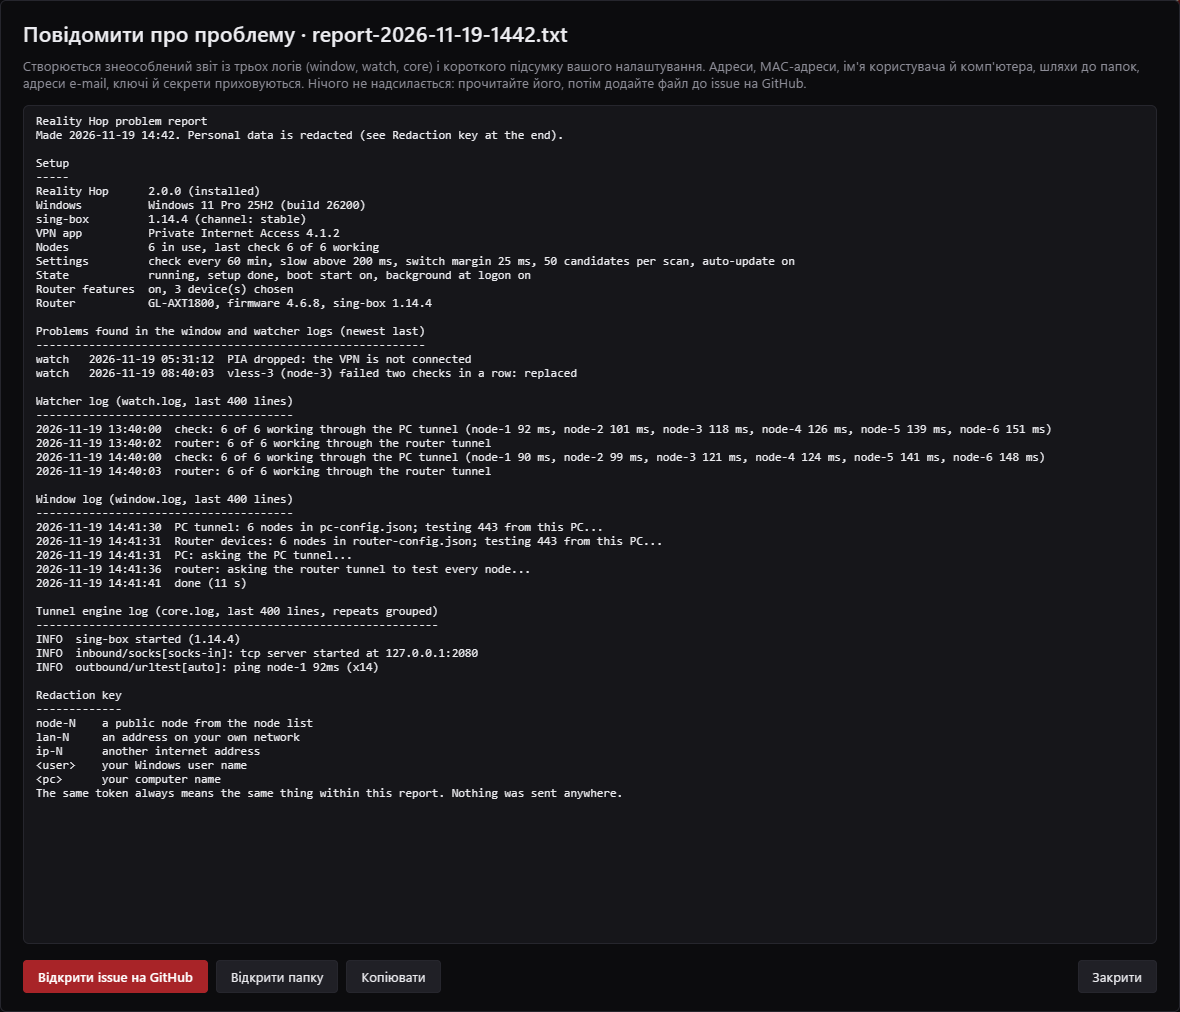 Повідомити про проблему · report-2026-11-19-1442.txt
Створюється знеособлений звіт із трьох логів (window, watch, core) і короткого підсумку вашого налаштування. Адреси, MAC-адреси, ім'я користувача й комп'ютера, шляхи до папок,
адреси e-mail, ключі й секрети приховуються. Нічого не надсилається: прочитайте його, потім додайте файл до issue на GitHub.
Reality Hop problem report
Made 2026-11-19 14:42. Personal data is redacted (see Redaction key at the end).
Setup
-----
Reality Hop      2.0.0 (installed)
Windows          Windows 11 Pro 25H2 (build 26200)
sing-box         1.14.4 (channel: stable)
VPN app          Private Internet Access 4.1.2
Nodes            6 in use, last check 6 of 6 working
Settings         check every 60 min, slow above 200 ms, switch margin 25 ms, 50 candidates per scan, auto-update on
State            running, setup done, boot start on, background at logon on
Router features  on, 3 device(s) chosen
Router           GL-AXT1800, firmware 4.6.8, sing-box 1.14.4
Problems found in the window and watcher logs (newest last)
-----------------------------------------------------------
watch   2026-11-19 05:31:12  PIA dropped: the VPN is not connected
watch   2026-11-19 08:40:03  vless-3 (node-3) failed two checks in a row: replaced
Watcher log (watch.log, last 400 lines)
---------------------------------------
2026-11-19 13:40:00  check: 6 of 6 working through the PC tunnel (node-1 92 ms, node-2 101 ms, node-3 118 ms, node-4 126 ms, node-5 139 ms, node-6 151 ms)
2026-11-19 13:40:02  router: 6 of 6 working through the router tunnel
2026-11-19 14:40:00  check: 6 of 6 working through the PC tunnel (node-1 90 ms, node-2 99 ms, node-3 121 ms, node-4 124 ms, node-5 141 ms, node-6 148 ms)
2026-11-19 14:40:03  router: 6 of 6 working through the router tunnel
Window log (window.log, last 400 lines)
---------------------------------------
2026-11-19 14:41:30  PC tunnel: 6 nodes in pc-config.json; testing 443 from this PC...
2026-11-19 14:41:31  Router devices: 6 nodes in router-config.json; testing 443 from this PC...
2026-11-19 14:41:31  PC: asking the PC tunnel...
2026-11-19 14:41:36  router: asking the router tunnel to test every node...
2026-11-19 14:41:41  done (11 s)
Tunnel engine log (core.log, last 400 lines, repeats grouped)
-------------------------------------------------------------
INFO  sing-box started (1.14.4)
INFO  inbound/socks[socks-in]: tcp server started at 127.0.0.1:2080
INFO  outbound/urltest[auto]: ping node-1 92ms (x14)
Redaction key
-------------
node-N    a public node from the node list
lan-N     an address on your own network
ip-N      another internet address
<user>    your Windows user name
<pc>      your computer name
The same token always means the same thing within this report. Nothing was sent anywhere.
Відкрити issue на GitHub
Відкрити папку
Копіювати
Закрити